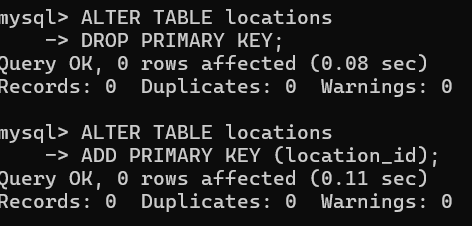 mysql> ALTER TABLE locations
    -> DROP PRIMARY KEY;
Query OK, 0 rows affected (0.08 sec)
Records: 0  Duplicates: 0  Warnings: 0

mysql> ALTER TABLE locations
    -> ADD PRIMARY KEY (location_id);
Query OK, 0 rows affected (0.11 sec)
Records: 0  Duplicates: 0  Warnings: 0